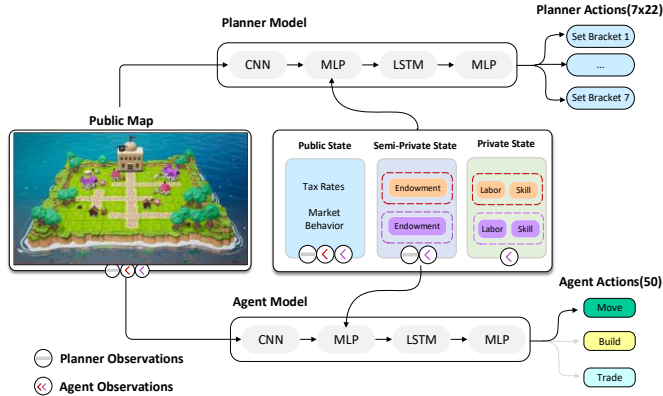 Planner Model
Planner Actions(7x22)
CNN
MLP
LSTM
MLP
Set Bracket 1
...
Set Bracket 7
Public Map
Public State
Semi-Private State
Private State
Tax Rates
Market
Behavior
Endowment
Endowment
Labor
Skill
Labor
Skill
Agent Model
Agent Actions(50)
CNN
MLP
LSTM
MLP
Move
Build
Trade
Planner Observations
Agent Observations